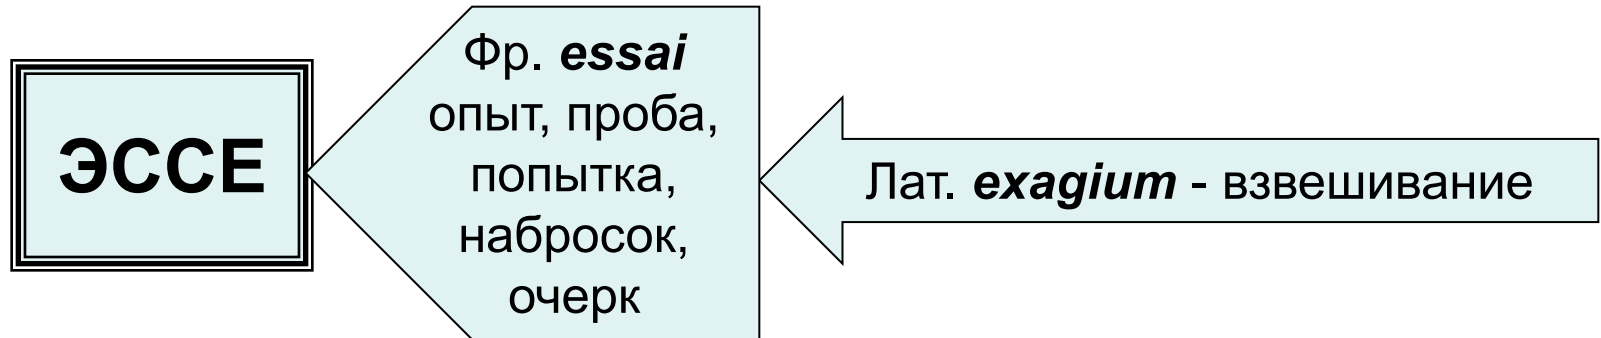 ЭССЕ
Фр. essai
опыт, проба,
попытка,
набросок,
очерк
Лат. exagium - взвешивание